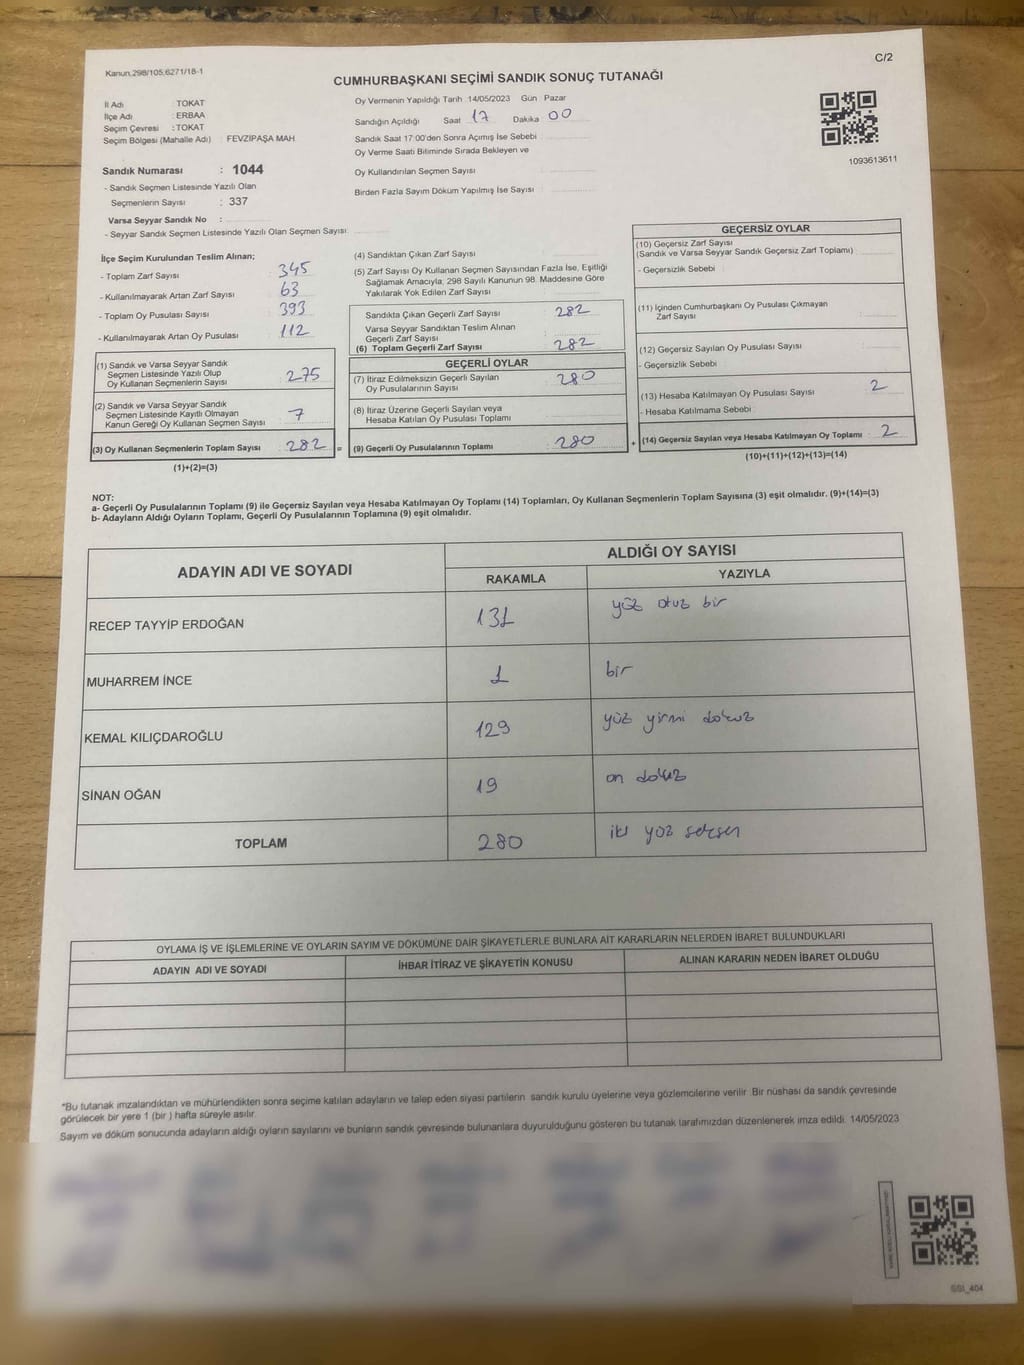 Kanun.298/105;6271/18-1
C/2
CUMHURBAŞKANI SEÇİMİ SANDIK SONUÇ TUTANAĞI
İl Adı : TOKAT
İlçe Adı : ERBAA
Seçim Çevresi : TOKAT
Seçim Bölgesi (Mahalle Adı) : FEVZİPAŞA MAH
Sandık Numarası : 1044
- Sandık Seçmen Listesinde Yazılı Olan
Seçmenlerin Sayısı : 337
Varsa Seyyar Sandık No :
- Seyyar Sandık Seçmen Listesinde Yazılı Olan Seçmen Sayısı:
Oy Vermenin Yapıldığı Tarih 14/05/2023 Gün Pazar
Sandığın Açıldığı Saat 17 Dakika 00
Sandık Saat 17:00'den Sonra Açımış İse Sebebi
Oy Verme Saati Bitiminde Sırada Bekleyen ve
Oy Kullandırılan Seçmen Sayısı
Birden Fazla Sayım Döküm Yapılmış İse Sayısı :
1093613611
İlçe Seçim Kurulundan Teslim Alınan;
- Toplam Zarf Sayısı : 345
- Kullanılmayarak Artan Zarf Sayısı : 63
- Toplam Oy Pusulası Sayısı : 393
- Kullanılmayarak Artan Oy Pusulası : 112
(1) Sandık ve Varsa Seyyar Sandık
Seçmen Listesinde Yazılı Olup
Oy Kullanan Seçmenlerin Sayısı : 275
(2) Sandık ve Varsa Seyyar Sandık
Seçmen Listesinde Kayıtlı Olmayan
Kanun Gereği Oy Kullanan Seçmen Sayısı : 7
(3) Oy Kullanan Seçmenlerin Toplam Sayısı : 282 =
(1)+(2)=(3)
(4) Sandıktan Çıkan Zarf Sayısı :
(5) Zarf Sayısı Oy Kullanan Seçmen Sayısından Fazla İse, Eşitliği
Sağlamak Amacıyla, 298 Sayılı Kanunun 98. Maddesine Göre
Yakılarak Yok Edilen Zarf Sayısı :
Sandıkta Çıkan Geçerli Zarf Sayısı : 282
Varsa Seyyar Sandıktan Teslim Alınan
Geçerli Zarf Sayısı :
(6) Toplam Geçerli Zarf Sayısı : 282
GEÇERLİ OYLAR
(7) İtiraz Edilmeksizin Geçerli Sayılan
Oy Pusulalarının Sayısı : 280
(8) İtiraz Üzerine Geçerli Sayılan veya
Hesaba Katılan Oy Pusulası Toplamı :
(9) Geçerli Oy Pusulalarının Toplamı : 280 +
GEÇERSİZ OYLAR
(10) Geçersiz Zarf Sayısı
(Sandık ve Varsa Seyyar Sandık Geçersiz Zarf Toplamı) :
- Geçersizlik Sebebi :
(11) İçinden Cumhurbaşkanı Oy Pusulası Çıkmayan
Zarf Sayısı :
(12) Geçersiz Sayılan Oy Pusulası Sayısı :
- Geçersizlik Sebebi
(13) Hesaba Katılmayan Oy Pusulası Sayısı : 2
- Hesaba Katılmama Sebebi
(14) Geçersiz Sayılan veya Hesaba Katılmayan Oy Toplamı : 2
(10)+(11)+(12)+(13)=(14)
NOT:
a- Geçerli Oy Pusulalarının Toplamı (9) ile Geçersiz Sayılan veya Hesaba Katılmayan Oy Toplamı (14) Toplamları, Oy Kullanan Seçmenlerin Toplam Sayısına (3) eşit olmalıdır. (9)+(14)=(3)
b- Adayların Aldığı Oyların Toplamı, Geçerli Oy Pusulalarının Toplamına (9) eşit olmalıdır.
ADAYIN ADI VE SOYADI
ALDIĞI OY SAYISI
RAKAMLA YAZIYLA
RECEP TAYYİP ERDOĞAN 131 yüz otuz bir
MUHARREM İNCE 1 bir
KEMAL KILIÇDAROĞLU 129 yüz yirmi dokuz
SİNAN OĞAN 19 on dokuz
TOPLAM 280 iki yüz seksen
OYLAMA İŞ VE İŞLEMLERİNE VE OYLARIN SAYIM VE DÖKÜMÜNE DAİR ŞİKAYETLERLE BUNLARA AİT KARARLARIN NELERDEN İBARET BULUNDUKLARI
ADAYIN ADI VE SOYADI İHBAR İTİRAZ VE ŞİKAYETİN KONUSU ALINAN KARARIN NEDEN İBARET OLDUĞU
*Bu tutanak imzalandıktan ve mühürlendikten sonra seçime katılan adayların ve talep eden siyasi partilerin sandık kurulu üyelerine veya gözlemcilerine verilir. Bir nüshası da sandık çevresinde
görülecek bir yere 1 (bir ) hafta süreyle asılır.
Sayım ve döküm sonucunda adayların aldığı oyların sayılarını ve bunların sandık çevresinde bulunanlara duyurulduğunu gösteren bu tutanak tarafımızdan düzenlenerek imza edildi. 14/05/2023
GSI_404